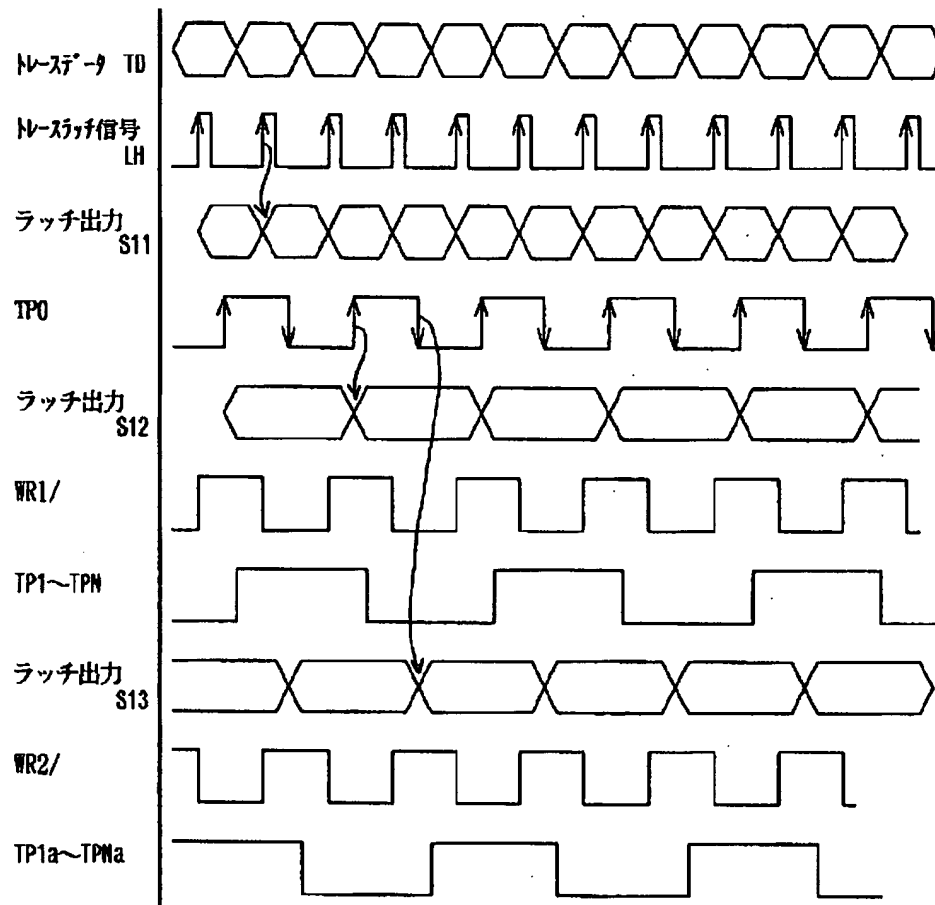 トレースデータ TD
トレースラッチ信号
LH
ラッチ出力
S11
TP0
ラッチ出力
S12
WR1/
TP1～TPN
ラッチ出力
S13
WR2/
TP1a～TPNa